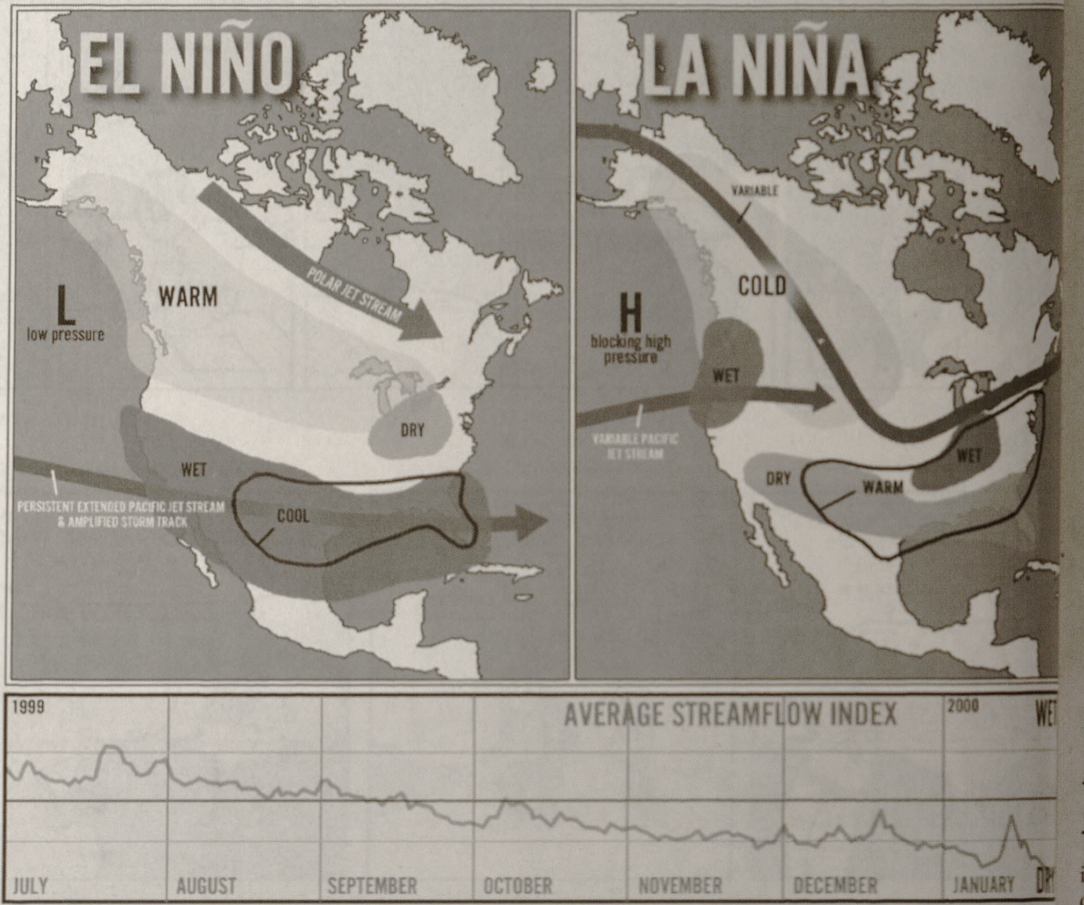 EL NIÑO
POLAR JET STREAM
WARM
L
low pressure
DRY
WET
PERSISTENT EXTENDED PACIFIC JET STREAM
& AMPLIFIED STORM TRACK
COOL
LA NIÑA
VARIABLE
COLD
H
blocking high
pressure
WET
VARIABLE PACIFIC
JET STREAM
WET
DRY
WARM
1999
AVERAGE STREAMFLOW INDEX
2000
WET
JULY
AUGUST
SEPTEMBER
OCTOBER
NOVEMBER
DECEMBER
JANUARY